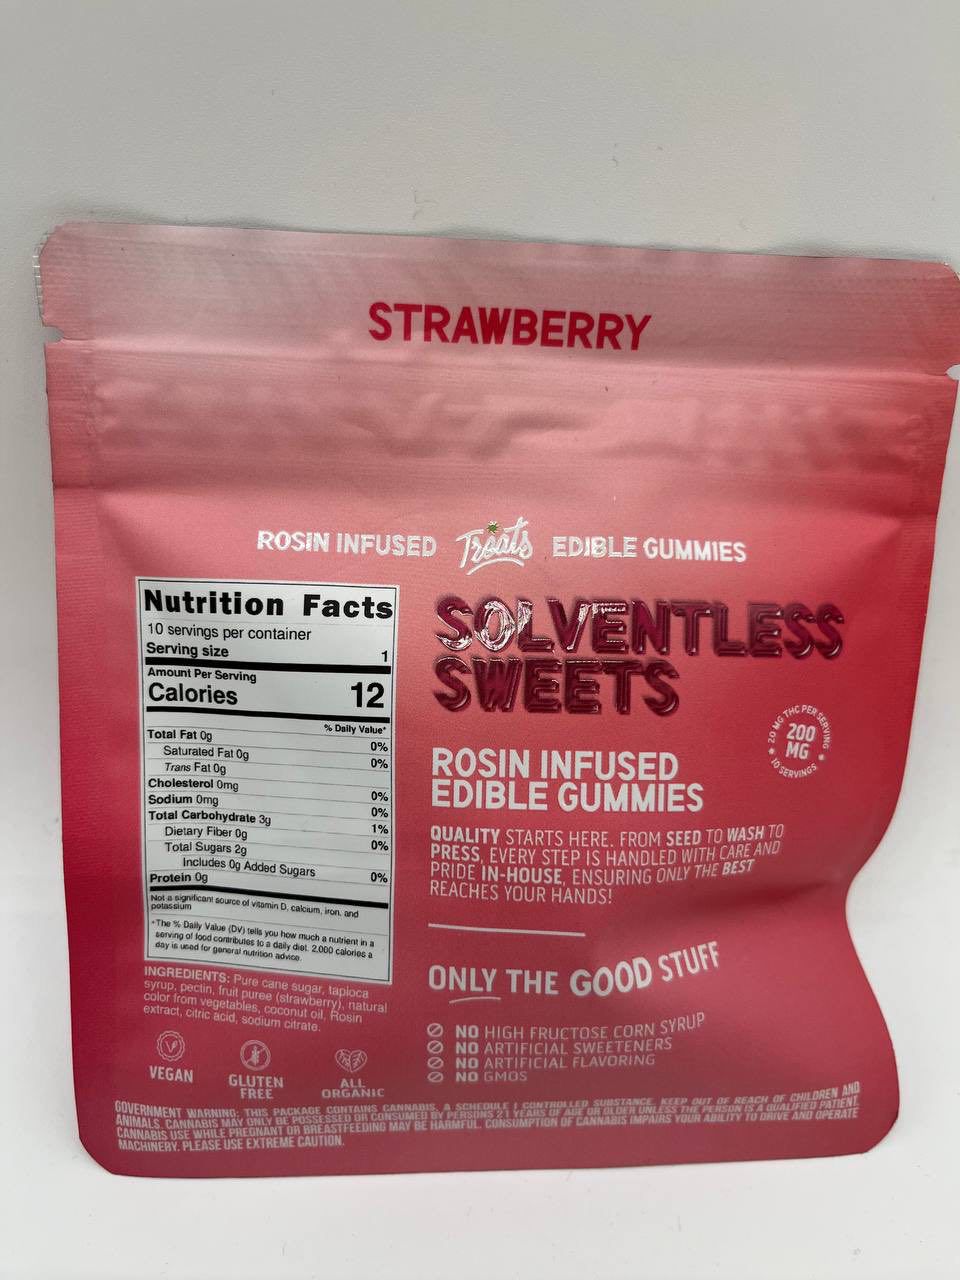 STRAWBERRY
ROSIN INFUSED Treats EDIBLE GUMMIES
Nutrition Facts
10 servings per container
Serving size 1
Amount Per Serving
Calories 12
% Daily Value*
Total Fat 0g 0%
Saturated Fat 0g 0%
Trans Fat 0g
Cholesterol 0mg 0%
Sodium 0mg 0%
Total Carbohydrate 3g 1%
Dietary Fiber 0g 0%
Total Sugars 2g
Includes 0g Added Sugars 0%
Protein 0g
Not a significant source of vitamin D, calcium, iron, and
potassium
*The % Daily Value (DV) tells you how much a nutrient in a
serving of food contributes to a daily diet. 2,000 calories a
day is used for general nutrition advice.
INGREDIENTS: Pure cane sugar, tapioca
syrup, pectin, fruit puree (strawberry), natural
color from vegetables, coconut oil, Rosin
extract, citric acid, sodium citrate.
VEGAN
GLUTEN
FREE
ALL
ORGANIC
SOLVENTLESS
SWEETS
20 MG THC PER SERVING
200
MG
10 SERVINGS
ROSIN INFUSED
EDIBLE GUMMIES
QUALITY STARTS HERE. FROM SEED TO WASH TO
PRESS, EVERY STEP IS HANDLED WITH CARE AND
PRIDE IN-HOUSE, ENSURING ONLY THE BEST
REACHES YOUR HANDS!
ONLY THE GOOD STUFF
NO HIGH FRUCTOSE CORN SYRUP
NO ARTIFICIAL SWEETENERS
NO ARTIFICIAL FLAVORING
NO GMOS
GOVERNMENT WARNING: THIS PACKAGE CONTAINS CANNABIS, A SCHEDULE I CONTROLLED SUBSTANCE. KEEP OUT OF REACH OF CHILDREN AND
ANIMALS. CANNABIS MAY ONLY BE POSSESSED OR CONSUMED BY PERSONS 21 YEARS OF AGE OR OLDER UNLESS THE PERSON IS A QUALIFIED PATIENT.
CANNABIS USE WHILE PREGNANT OR BREASTFEEDING MAY BE HARMFUL. CONSUMPTION OF CANNABIS IMPAIRS YOUR ABILITY TO DRIVE AND OPERATE
MACHINERY. PLEASE USE EXTREME CAUTION.